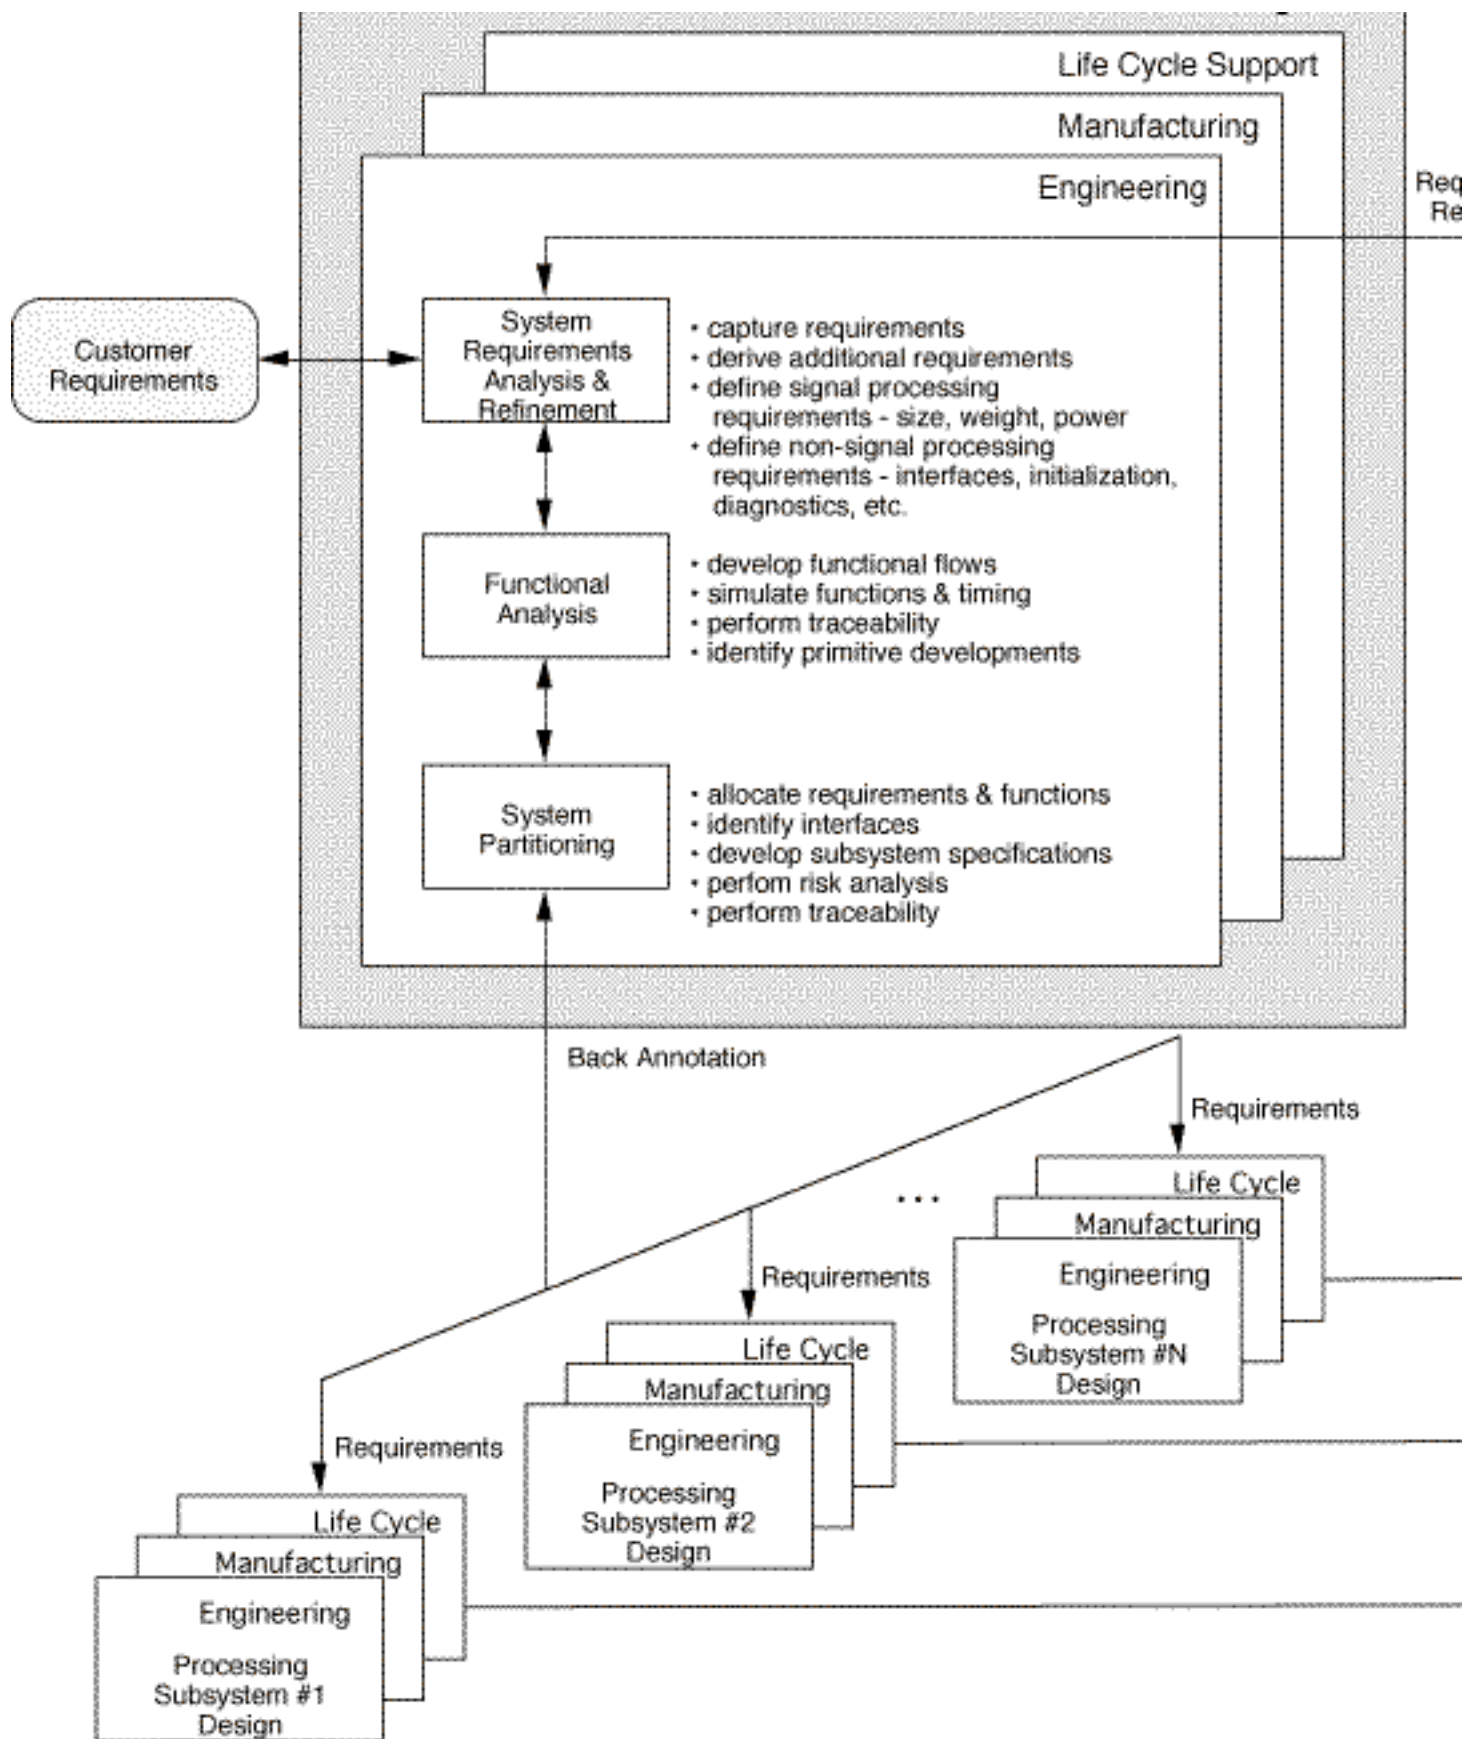 Life Cycle Support
Manufacturing
Engineering
Customer
Requirements
System
Requirements
Analysis &
Refinement
• capture requirements
• derive additional requirements
• define signal processing
requirements - size, weight, power
• define non-signal processing
requirements - interfaces, initialization,
diagnostics, etc.
Functional
Analysis
• develop functional flows
• simulate functions & timing
• perform traceability
• identify primitive developments
System
Partitioning
• allocate requirements & functions
• identify interfaces
• develop subsystem specifications
• perfom risk analysis
• perform traceability
Back Annotation
Requirements
Life Cycle
Manufacturing
Engineering
Processing
Subsystem #N
Design
...
Requirements
Life Cycle
Manufacturing
Engineering
Processing
Subsystem #2
Design
Requirements
Life Cycle
Manufacturing
Engineering
Processing
Subsystem #1
Design